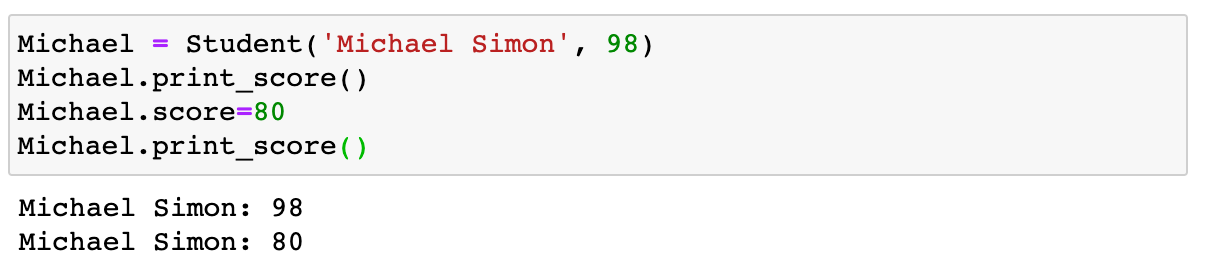 Michael = Student('Michael Simon', 98)
Michael.print_score()
Michael.score=80
Michael.print_score()
Michael Simon: 98
Michael Simon: 80